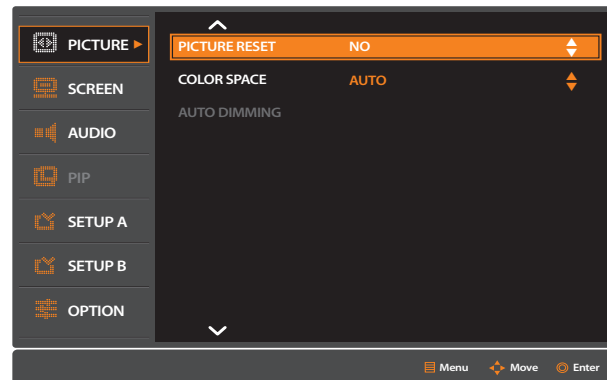 PICTURE
SCREEN
AUDIO
PIP
SETUP A
SETUP B
OPTION
PICTURE RESET NO
COLOR SPACE AUTO
AUTO DIMMING
Menu Move Enter